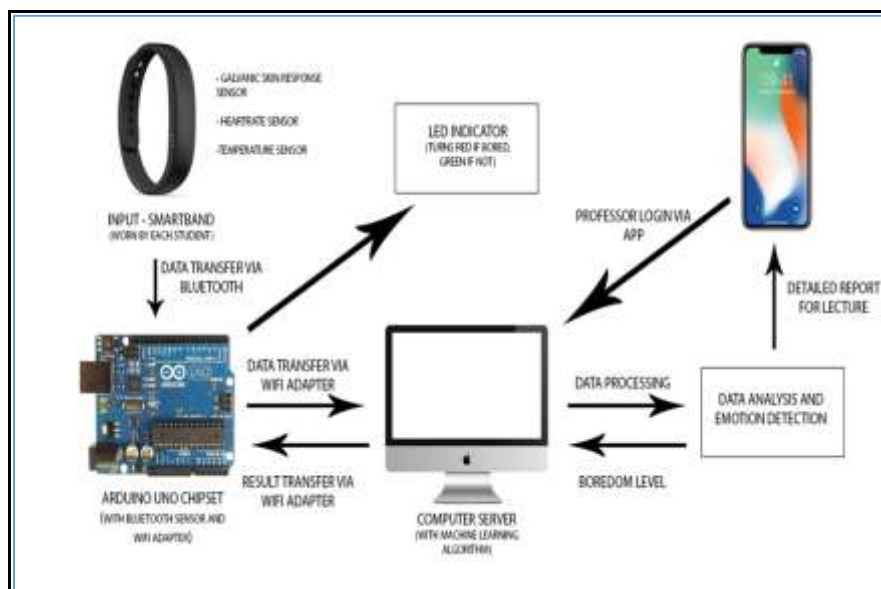 - GALVANIC SKIN RESPONSE
SENSOR
- HEARTRATE SENSOR
-TEMPERATURE SENSOR
INPUT - SMARTBAND
(WORN BY EACH STUDENT)
DATA TRANSFER VIA
BLUETOOTH
LED INDICATOR
(TURNS RED IF BORED,
GREEN IF NOT)
PROFESSOR LOGIN VIA
APP
DETAILED REPORT
FOR LECTURE
DATA TRANSFER VIA
WIFI ADAPTER
DATA PROCESSING
DATA ANALYSIS AND
EMOTION DETECTION
RESULT TRANSFER VIA
WIFI ADAPTER
BOREDOM LEVEL
ARDUINO UNO CHIPSET
(WITH BLUETOOTH SENSOR AND
WIFI ADAPTER)
COMPUTER SERVER
(WITH MACHINE LEARNING
ALGORITHM)